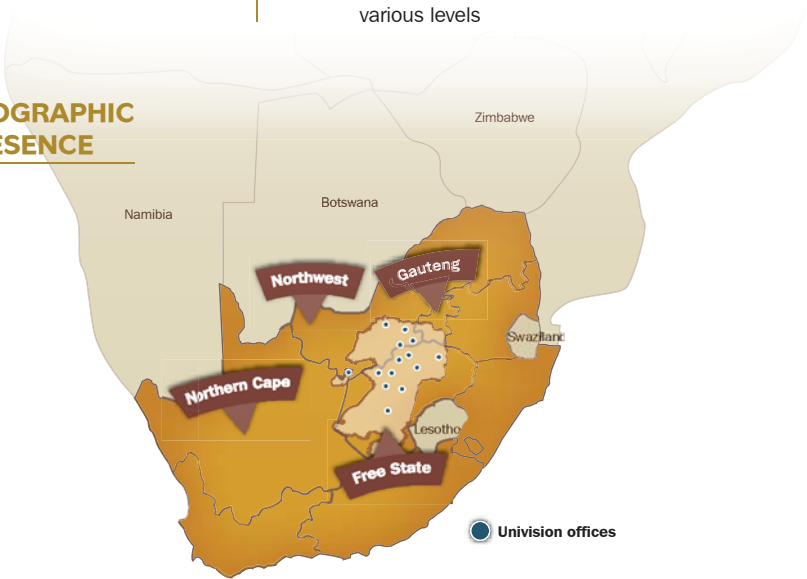 various levels
OGRAPHIC
ESENCE
Zimbabwe
Namibia
Botswana
Northwest
Gauteng
Swaziland
Northern Cape
Lesotho
Free State
Univision offices